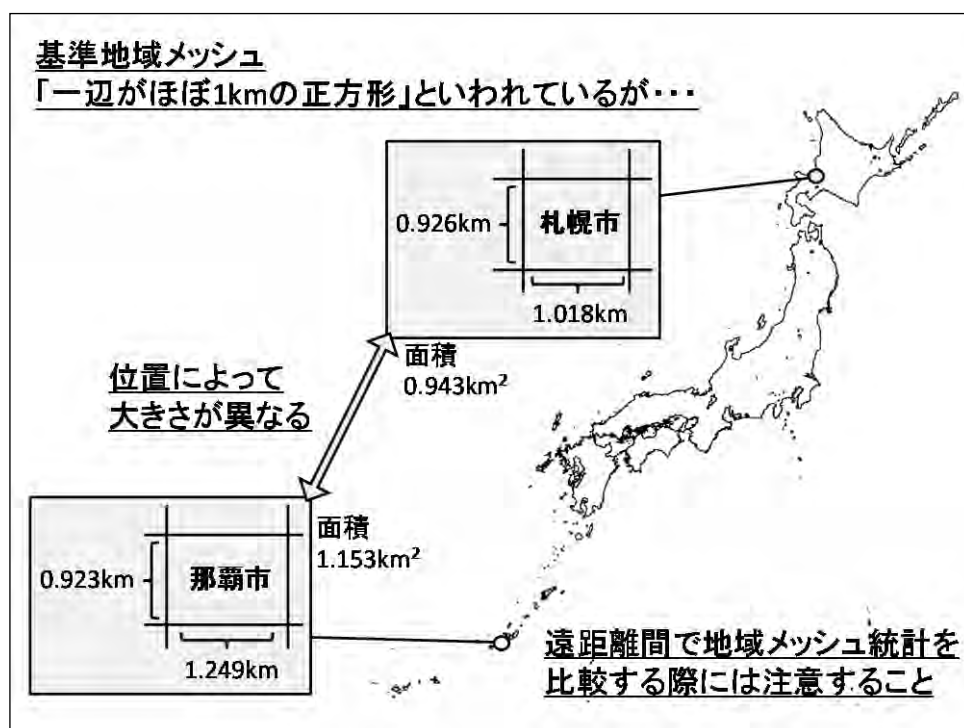 基準地域メッシュ
「一辺がほぼ1kmの正方形」といわれているが・・・
0.926km
札幌市
1.018km
面積
0.943km²
位置によって
大きさが異なる
面積
1.153km²
0.923km
那覇市
1.249km
遠距離間で地域メッシュ統計を
比較する際には注意すること